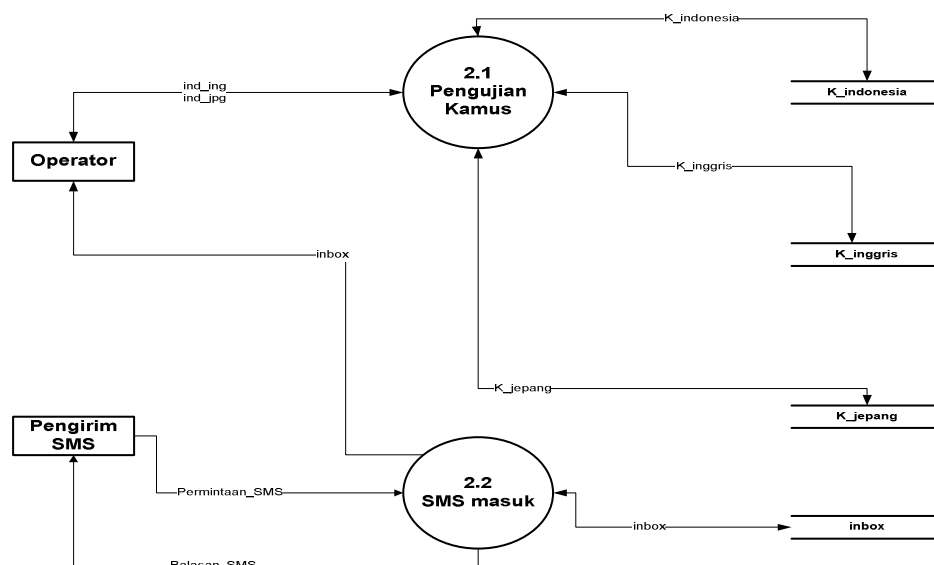 K_indonesia
2.1
Pengujian
Kamus
ind_ing
ind_jpg
K_indonesia
Operator
K_inggris
K_inggris
inbox
K_jepang
K_jepang
Pengirim
SMS
2.2
SMS masuk
Permintaan_SMS
inbox
inbox
Balasan_SMS